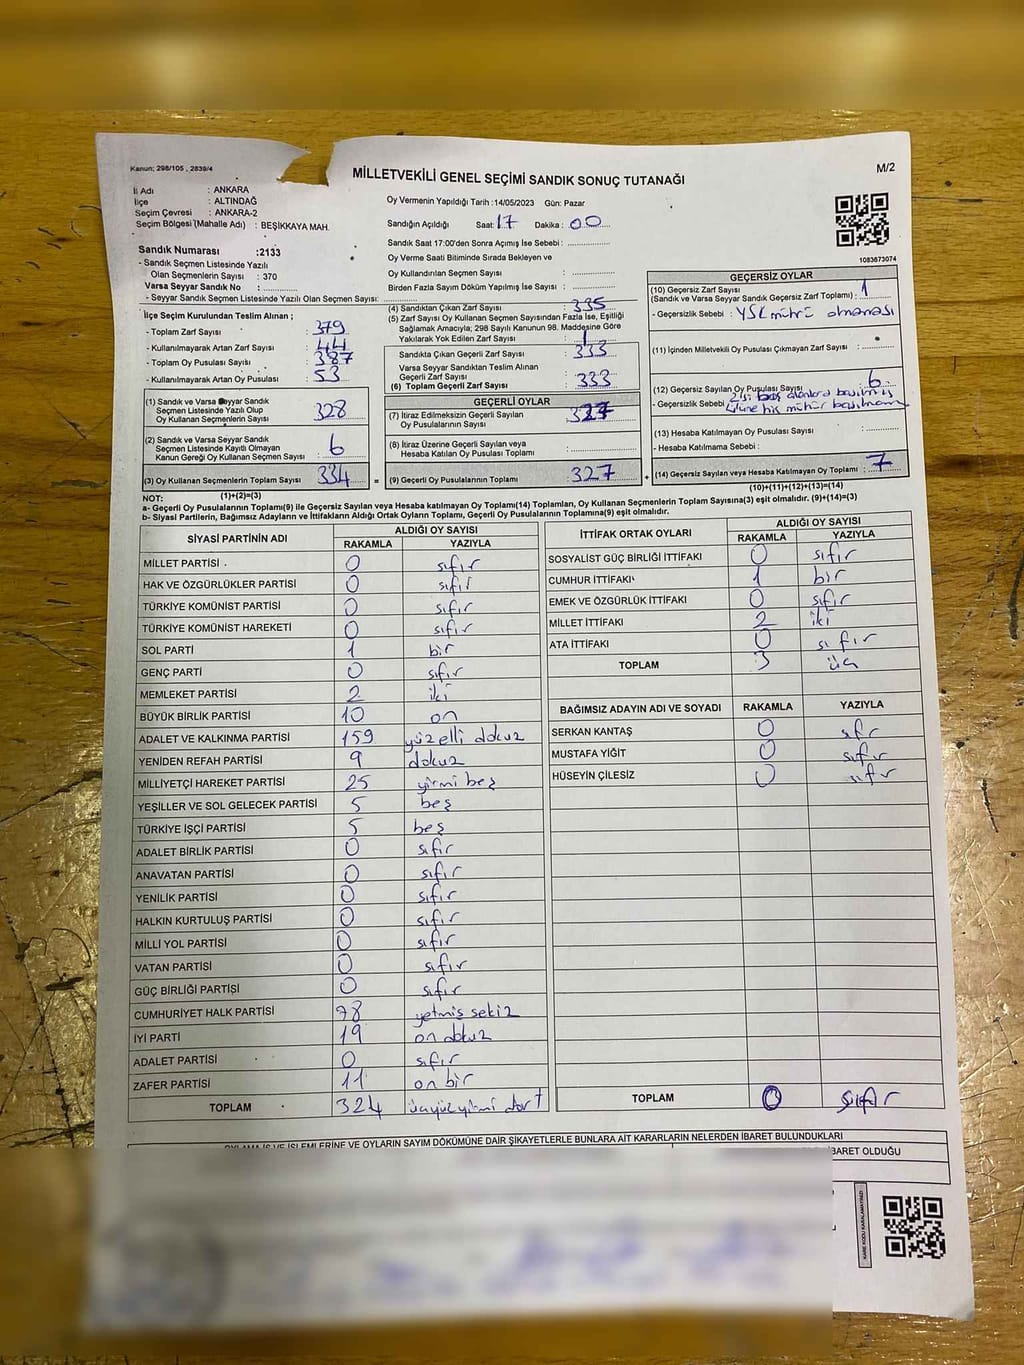 Kanun; 298/105 , 2839/4
M/2
MİLLETVEKİLİ GENEL SEÇİMİ SANDIK SONUÇ TUTANAĞI
İl Adı : ANKARA
İlçe : ALTINDAĞ
Seçim Çevresi : ANKARA-2
Seçim Bölgesi (Mahalle Adı) : BEŞİKKAYA MAH.
Sandık Numarası :2133
- Sandık Seçmen Listesinde Yazılı
Olan Seçmenlerin Sayısı : 370
Varsa Seyyar Sandık No :
- Seyyar Sandık Seçmen Listesinde Yazılı Olan Seçmen Sayısı:
Oy Vermenin Yapıldığı Tarih :14/05/2023 Gün: Pazar
Sandığın Açıldığı Saat: 17 Dakika : 00
Sandık Saat 17:00'den Sonra Açımış İse Sebebi :
Oy Verme Saati Bitiminde Sırada Bekleyen ve
Oy Kullandırılan Seçmen Sayısı :
Birden Fazla Sayım Döküm Yapılmış İse Sayısı :
1083673074
İlçe Seçim Kurulundan Teslim Alınan ;
- Toplam Zarf Sayısı : 379
- Kullanılmayarak Artan Zarf Sayısı : 44
- Toplam Oy Pusulası Sayısı : 387
- Kullanılmayarak Artan Oy Pusulası : 53
(1) Sandık ve Varsa Seyyar Sandık
Seçmen Listesinde Yazılı Olup
Oy Kullanan Seçmenlerin Sayısı 328
(2) Sandık ve Varsa Seyyar Sandık
Seçmen Listesinde Kayıtlı Olmayan
Kanun Gereği Oy Kullanan Seçmen Sayısı : 6
(3) Oy Kullanan Seçmenlerin Toplam Sayısı 334 =
(4) Sandıktan Çıkan Zarf Sayısı : 335
(5) Zarf Sayısı Oy Kullanan Seçmen Sayısından Fazla İse, Eşitliği
Sağlamak Amacıyla; 298 Sayılı Kanunun 98. Maddesine Göre
Yakılarak Yok Edilen Zarf Sayısı : 1
Sandıkta Çıkan Geçerli Zarf Sayısı : 333
Varsa Seyyar Sandıktan Teslim Alınan
Geçerli Zarf Sayısı :
(6) Toplam Geçerli Zarf Sayısı : 333
GEÇERLİ OYLAR
(7) İtiraz Edilmeksizin Geçerli Sayılan
Oy Pusulalarının Sayısı : 327
(8) İtiraz Üzerine Geçerli Sayılan veya
Hesaba Katılan Oy Pusulası Toplamı :
(9) Geçerli Oy Pusulalarının Toplamı : 327 +
GEÇERSİZ OYLAR
(10) Geçersiz Zarf Sayısı 1
(Sandık ve Varsa Seyyar Sandık Geçersiz Zarf Toplamı) :
- Geçersizlik Sebebi : YSK mührü olmaması
(11) İçinden Milletvekili Oy Pusulası Çıkmayan Zarf Sayısı :
(12) Geçersiz Sayılan Oy Pusulası Sayısı : 6
- Geçersizlik Sebebi 2'si boş alanlara basılmış
(13) Hesaba Katılmayan Oy Pusulası Sayısı :
- Hesaba Katılmama Sebebi :
(14) Geçersiz Sayılan veya Hesaba Katılmayan Oy Toplamı : 7
NOT: (1)+(2)=(3) (10)+(11)+(12)+(13)=(14)
a- Geçerli Oy Pusulalarının Toplamı(9) ile Geçersiz Sayılan veya Hesaba Katılmayan Oy Toplamı(14) Toplamları, Oy Kullanan Seçmenlerin Toplam Sayısına(3) eşit olmalıdır. (9)+(14)=(3)
b- Siyasi Partilerin, Bağımsız Adayların ve İttifakların Aldığı Ortak Oyların Toplamı, Geçerli Oy Pusulalarının Toplamına(9) eşit olmalıdır.
SİYASİ PARTİNİN ADI ALDIĞI OY SAYISI
RAKAMLA YAZIYLA
MİLLET PARTİSİ 0 sıfır
HAK VE ÖZGÜRLÜKLER PARTİSİ 0 sıfır
TÜRKİYE KOMÜNİST PARTİSİ 0 sıfır
TÜRKİYE KOMÜNİST HAREKETİ 0 sıfır
SOL PARTİ 1 bir
GENÇ PARTİ 0 sıfır
MEMLEKET PARTİSİ 2 iki
BÜYÜK BİRLİK PARTİSİ 10 on
ADALET VE KALKINMA PARTİSİ 159 yüzelli dokuz
YENİDEN REFAH PARTİSİ 9 dokuz
MİLLİYETÇİ HAREKET PARTİSİ 25 yirmi beş
YEŞİLLER VE SOL GELECEK PARTİSİ 5 beş
TÜRKİYE İŞÇİ PARTİSİ 5 beş
ADALET BİRLİK PARTİSİ 0 sıfır
ANAVATAN PARTİSİ 0 sıfır
YENİLİK PARTİSİ 0 sıfır
HALKIN KURTULUŞ PARTİSİ 0 sıfır
MİLLİ YOL PARTİSİ 0 sıfır
VATAN PARTİSİ 0 sıfır
GÜÇ BİRLİĞİ PARTİSİ 0 sıfır
CUMHURİYET HALK PARTİSİ 78 yetmiş sekiz
İYİ PARTİ 19 on dokuz
ADALET PARTİSİ 0 sıfır
ZAFER PARTİSİ 11 on bir
TOPLAM 324 üçyüzyirmi dört
İTTİFAK ORTAK OYLARI ALDIĞI OY SAYISI
RAKAMLA YAZIYLA
SOSYALİST GÜÇ BİRLİĞİ İTTİFAKI 0 sıfır
CUMHUR İTTİFAKI 1 bir
EMEK VE ÖZGÜRLÜK İTTİFAKI 0 sıfır
MİLLET İTTİFAKI 2 iki
ATA İTTİFAKI 0 sıfır
TOPLAM 3 üç
BAĞIMSIZ ADAYIN ADI VE SOYADI RAKAMLA YAZIYLA
SERKAN KANTAŞ 0 sıfr
MUSTAFA YİĞİT 0 sıfır
HÜSEYİN ÇİLESİZ 0 sıfr
TOPLAM 0 sıfır
OYLAMA İŞ VE İŞLEMLERİNE VE OYLARIN SAYIM DÖKÜMÜNE DAİR ŞİKAYETLERLE BUNLARA AİT KARARLARIN NELERDEN İBARET BULUNDUKLARI
İBARET OLDUĞU
KARE KODU KARALAMAYINIZ!